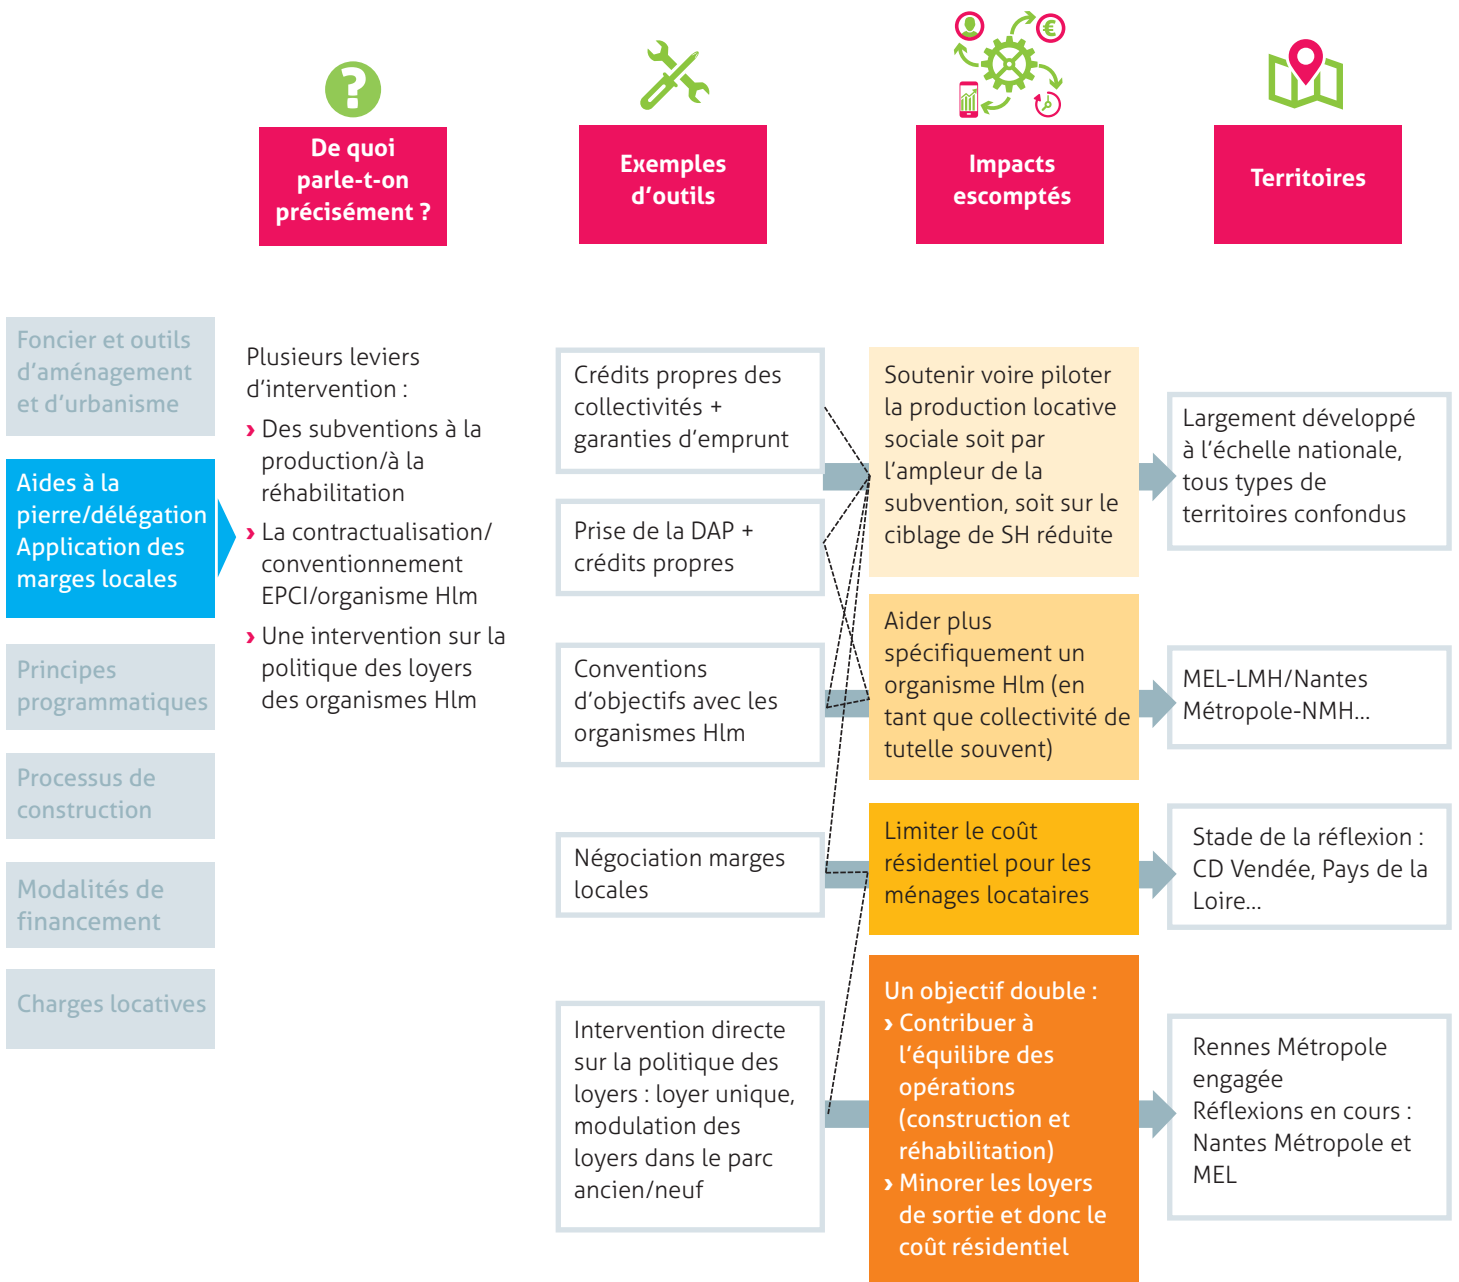 De quoi
parle-t-on
précisément ?
Exemples
d’outils
Impacts
escomptés
Territoires
Foncier et outils
d’aménagement
et d’urbanisme
Aides à la
pierre/délégation
Application des
marges locales
Principes
programmatiques
Processus de
construction
Modalités de
financement
Charges locatives
Plusieurs leviers
d’intervention :
› Des subventions à la
production/à la
réhabilitation
› La contractualisation/
conventionnement
EPCI/organisme Hlm
› Une intervention sur la
politique des loyers
des organismes Hlm
Crédits propres des
collectivités +
garanties d’emprunt
Prise de la DAP +
crédits propres
Conventions
d’objectifs avec les
organismes Hlm
Négociation marges
locales
Intervention directe
sur la politique des
loyers : loyer unique,
modulation des
loyers dans le parc
ancien/neuf
Soutenir voire piloter
la production locative
sociale soit par
l’ampleur de la
subvention, soit sur le
ciblage de SH réduite
Aider plus
spécifiquement un
organisme Hlm (en
tant que collectivité de
tutelle souvent)
Limiter le coût
résidentiel pour les
ménages locataires
Un objectif double :
› Contribuer à
l’équilibre des
opérations
(construction et
réhabilitation)
› Minorer les loyers
de sortie et donc le
coût résidentiel
Largement développé
à l’échelle nationale,
tous types de
territoires confondus
MEL-LMH/Nantes
Métropole-NMH...
Stade de la réflexion :
CD Vendée, Pays de la
Loire...
Rennes Métropole
engagée
Réflexions en cours :
Nantes Métropole et
MEL